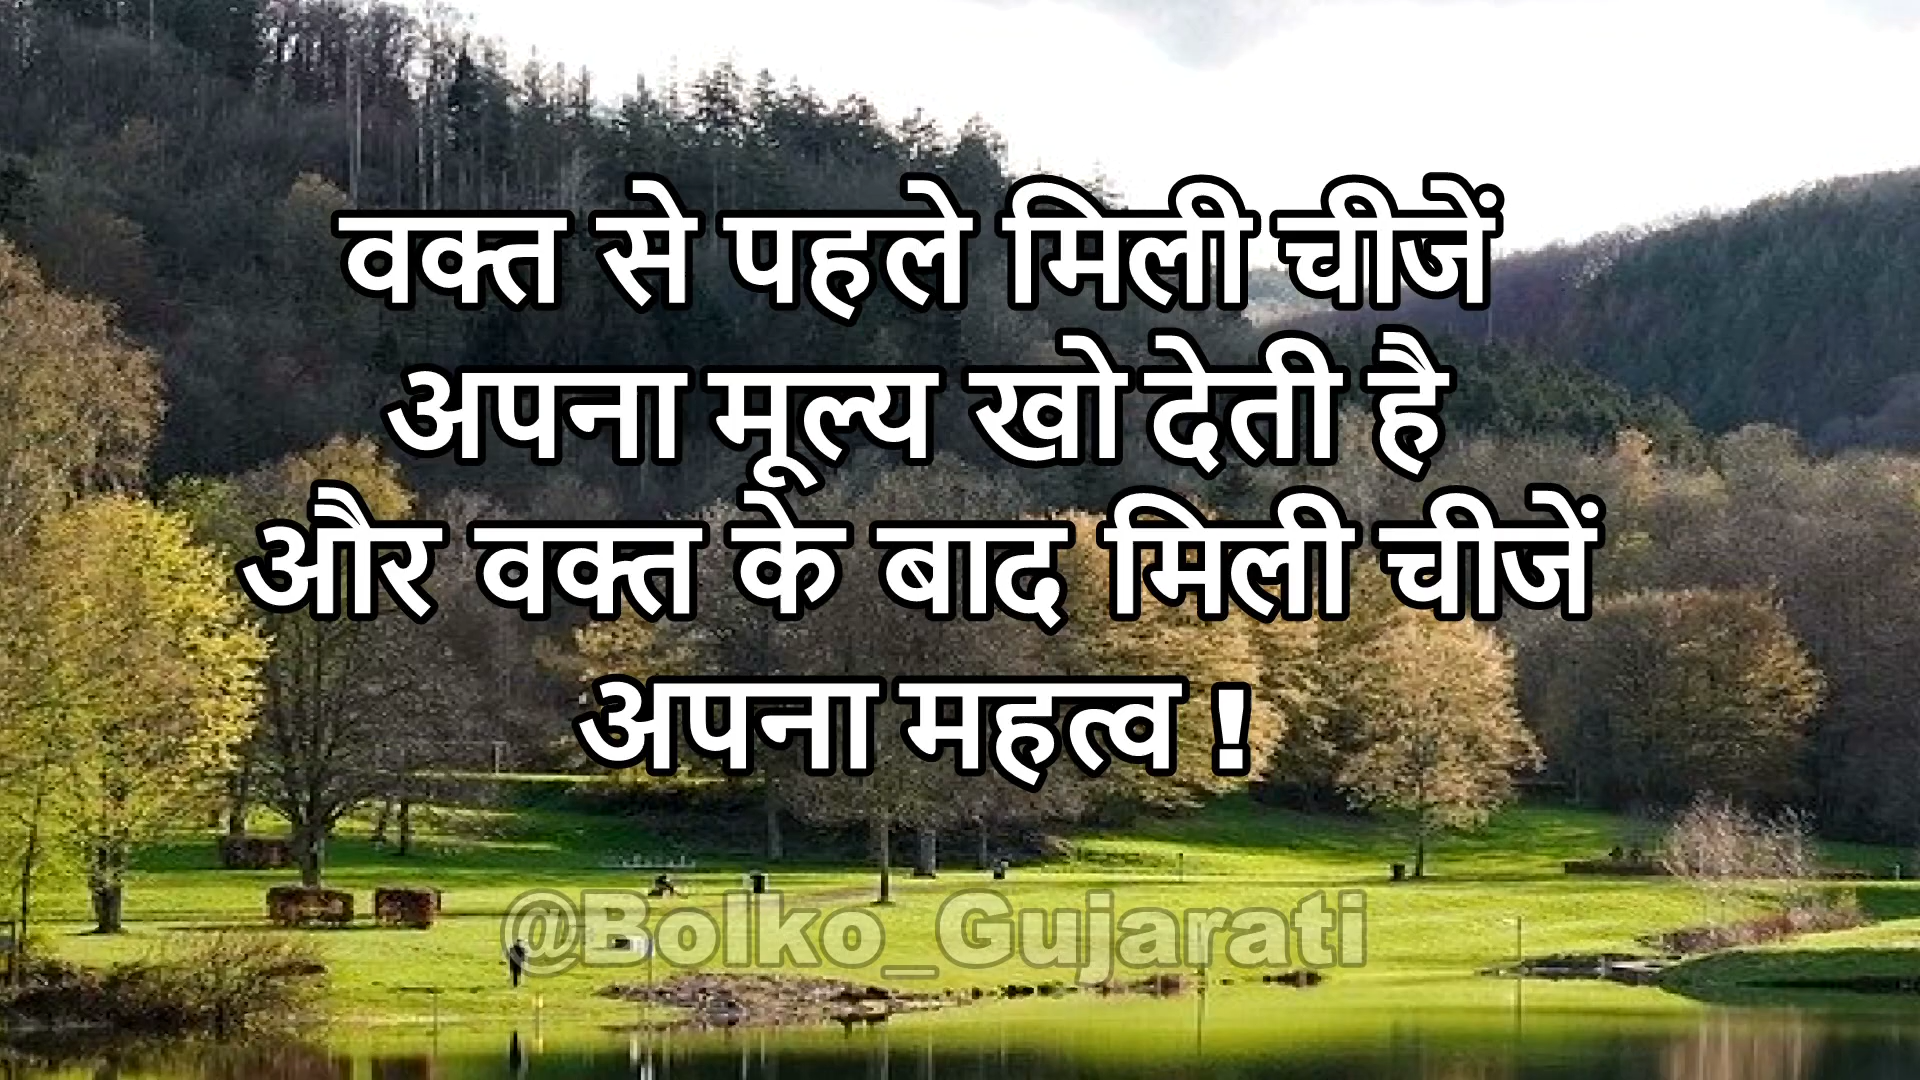 वक्त से पहले मिली चीजें
अपना मूल्य खो देती है
और वक्त के बाद मिली चीजें
अपना महत्व !
@Bolko_Gujarati